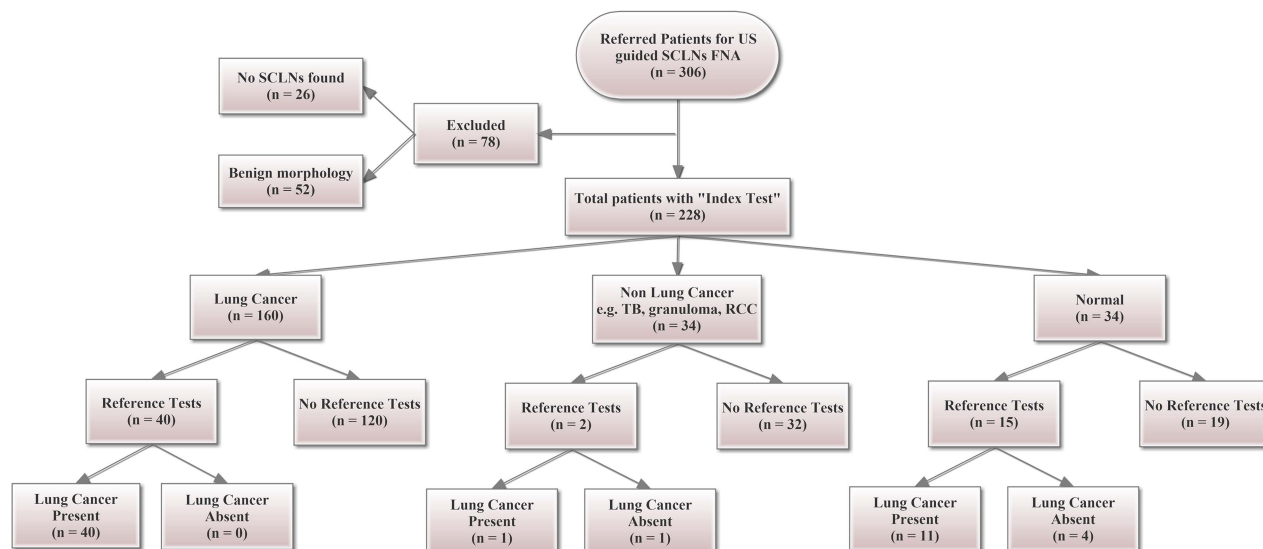 Referred Patients for US
guided SCLNs FNA
(n = 306)
No SCLNs found
(n = 26)
Excluded
(n = 78)
Benign morphology
(n = 52)
Total patients with "Index Test"
(n = 228)
Lung Cancer
(n = 160)
Non Lung Cancer
e.g. TB, granuloma, RCC
(n = 34)
Normal
(n = 34)
Reference Tests
(n = 40)
No Reference Tests
(n = 120)
Reference Tests
(n = 2)
No Reference Tests
(n = 32)
Reference Tests
(n = 15)
No Reference Tests
(n = 19)
Lung Cancer
Present
(n = 40)
Lung Cancer
Absent
(n = 0)
Lung Cancer
Present
(n = 1)
Lung Cancer
Absent
(n = 1)
Lung Cancer
Present
(n = 11)
Lung Cancer
Absent
(n = 4)